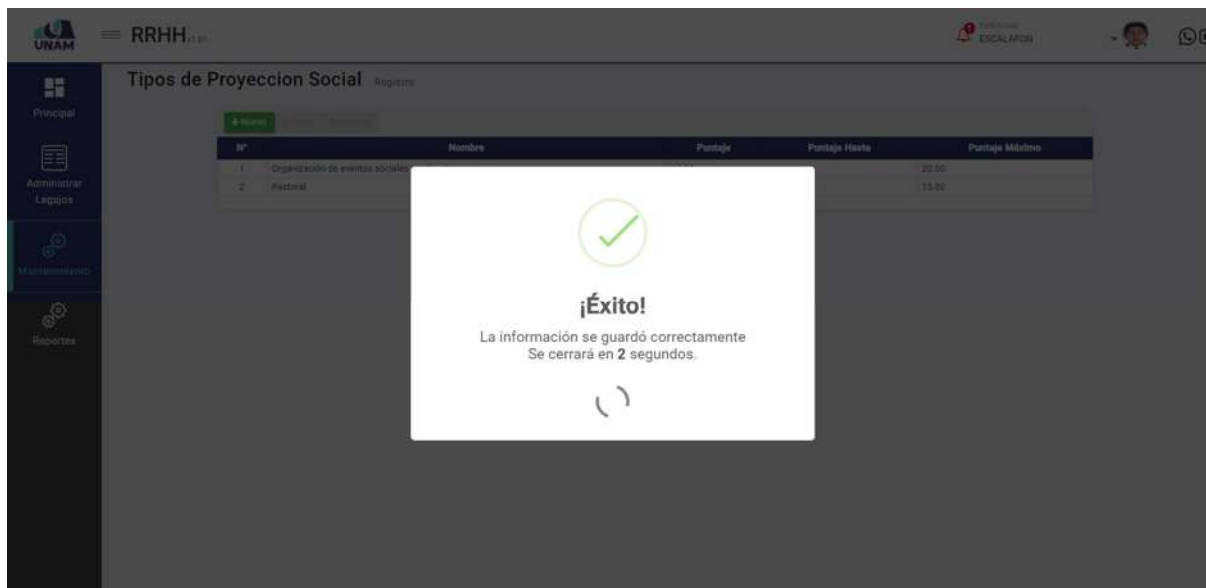 UNAM
RRHH
ESCALAFON
Tipos de Proyeccion Social Registro
Principal
Administrar
Legajos
Mantenimiento
Reportes
+ Nuevo
N° Nombre Puntaje Puntaje Hasta Puntaje Máximo
1 Organización de eventos sociales 20.00
2 Pastoral 15.00
¡Éxito!
La información se guardó correctamente
Se cerrará en 2 segundos.